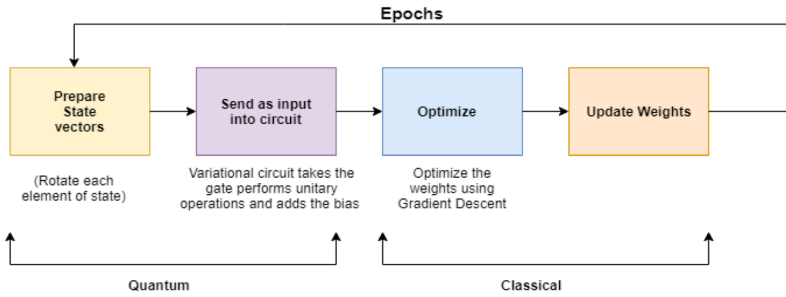 Epochs
Prepare
State
vectors
Send as input
into circuit
Optimize
Update Weights
(Rotate each
element of state)
Variational circuit takes the
gate performs unitary
operations and adds the bias
Optimize the
weights using
Gradient Descent
Quantum
Classical